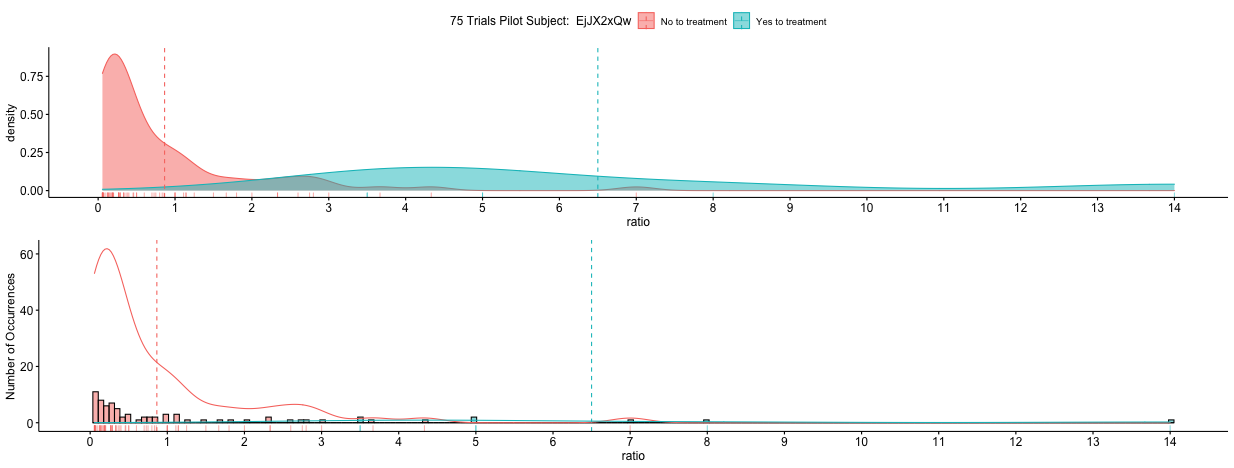 75 Trials Pilot Subject: EjJX2xQw No to treatment Yes to treatment
density
0.75
0.50
0.25
0.00
0 1 2 3 4 5 6 7 8 9 10 11 12 13 14
ratio
Number of Occurrences
60
40
20
0
0 1 2 3 4 5 6 7 8 9 10 11 12 13 14
ratio